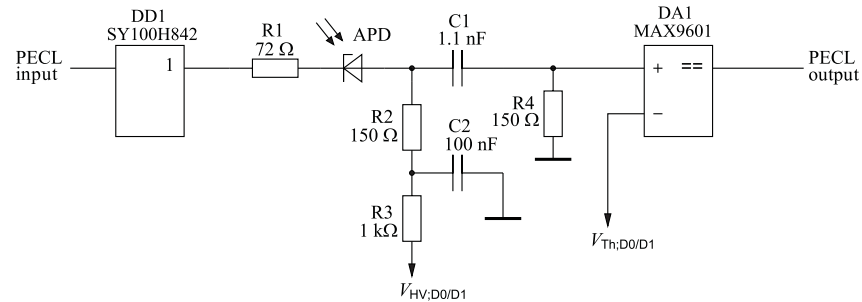 DD1
SY100H842
PECL
input
1
R1
72 Ω
APD
C1
1.1 nF
R2
150 Ω
C2
100 nF
R3
1 kΩ
V_HV;D0/D1
R4
150 Ω
DA1
MAX9601
+ ==
−
V_Th;D0/D1
PECL
output